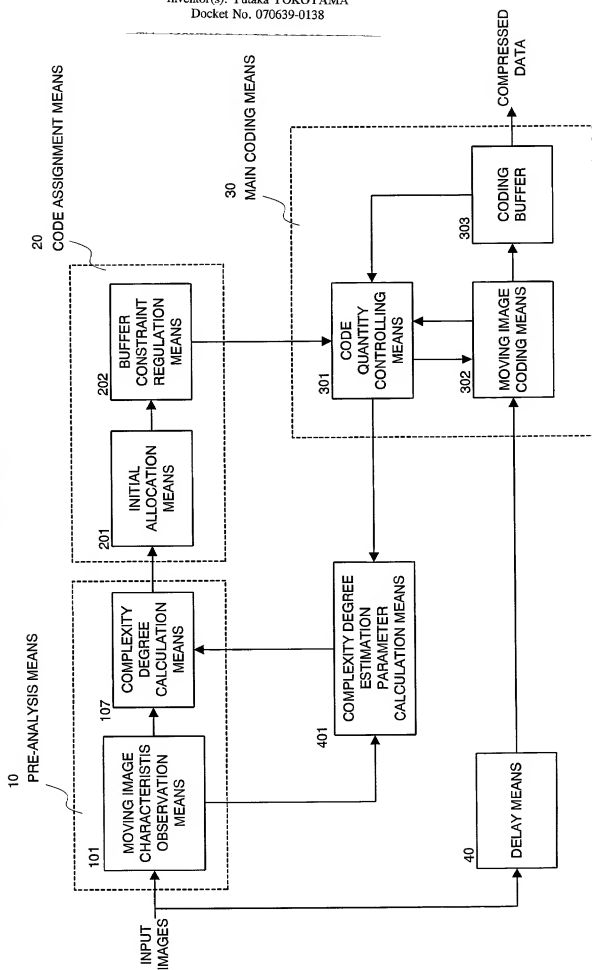 Inventor(s): Yutaka YOKOYAMA
Docket No. 070639-0138
10
PRE-ANALYSIS MEANS
20
CODE ASSIGNMENT MEANS
30
MAIN CODING MEANS
INPUT
IMAGES
101
MOVING IMAGE
CHARACTERISTIS
OBSERVATION
MEANS
107
COMPLEXITY
DEGREE
CALCULATION
MEANS
201
INITIAL
ALLOCATION
MEANS
202
BUFFER
CONSTRAINT
REGULATION
MEANS
401
COMPLEXITY DEGREE
ESTIMATION
PARAMETER
CALCULATION MEANS
301
CODE
QUANTITY
CONTROLLING
MEANS
302
MOVING IMAGE
CODING MEANS
303
CODING
BUFFER
COMPRESSED
DATA
40
DELAY MEANS